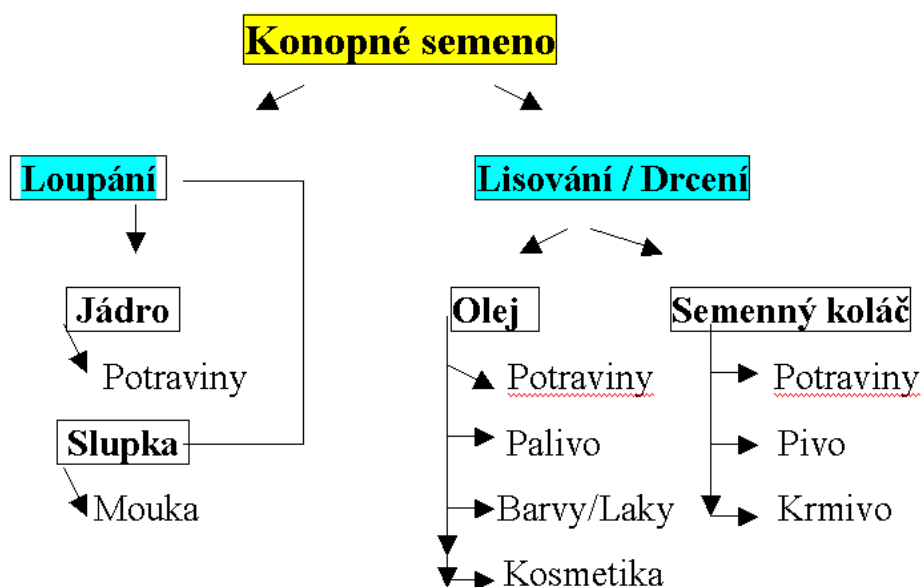 Konopné semeno
Loupání
Lisování / Drcení
Jádro
Potraviny
Slupka
Mouka
Olej
Potraviny
Palivo
Barvy/Laky
Kosmetika
Semenný koláč
Potraviny
Pivo
Krmivo